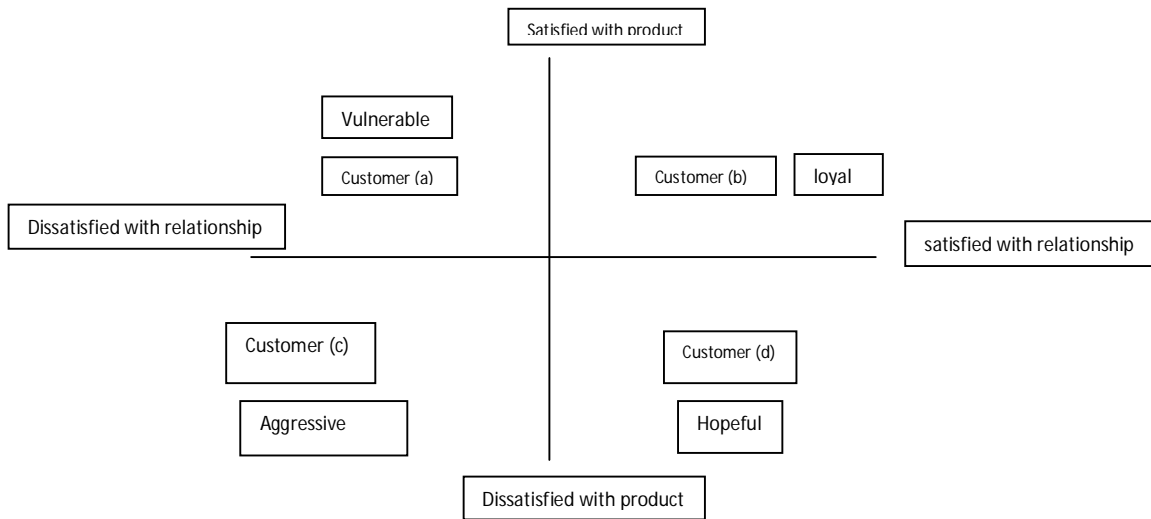 Satisfied with product
Vulnerable
Customer (a)
Customer (b)
loyal
Dissatisfied with relationship
satisfied with relationship
Customer (c)
Customer (d)
Aggressive
Hopeful
Dissatisfied with product